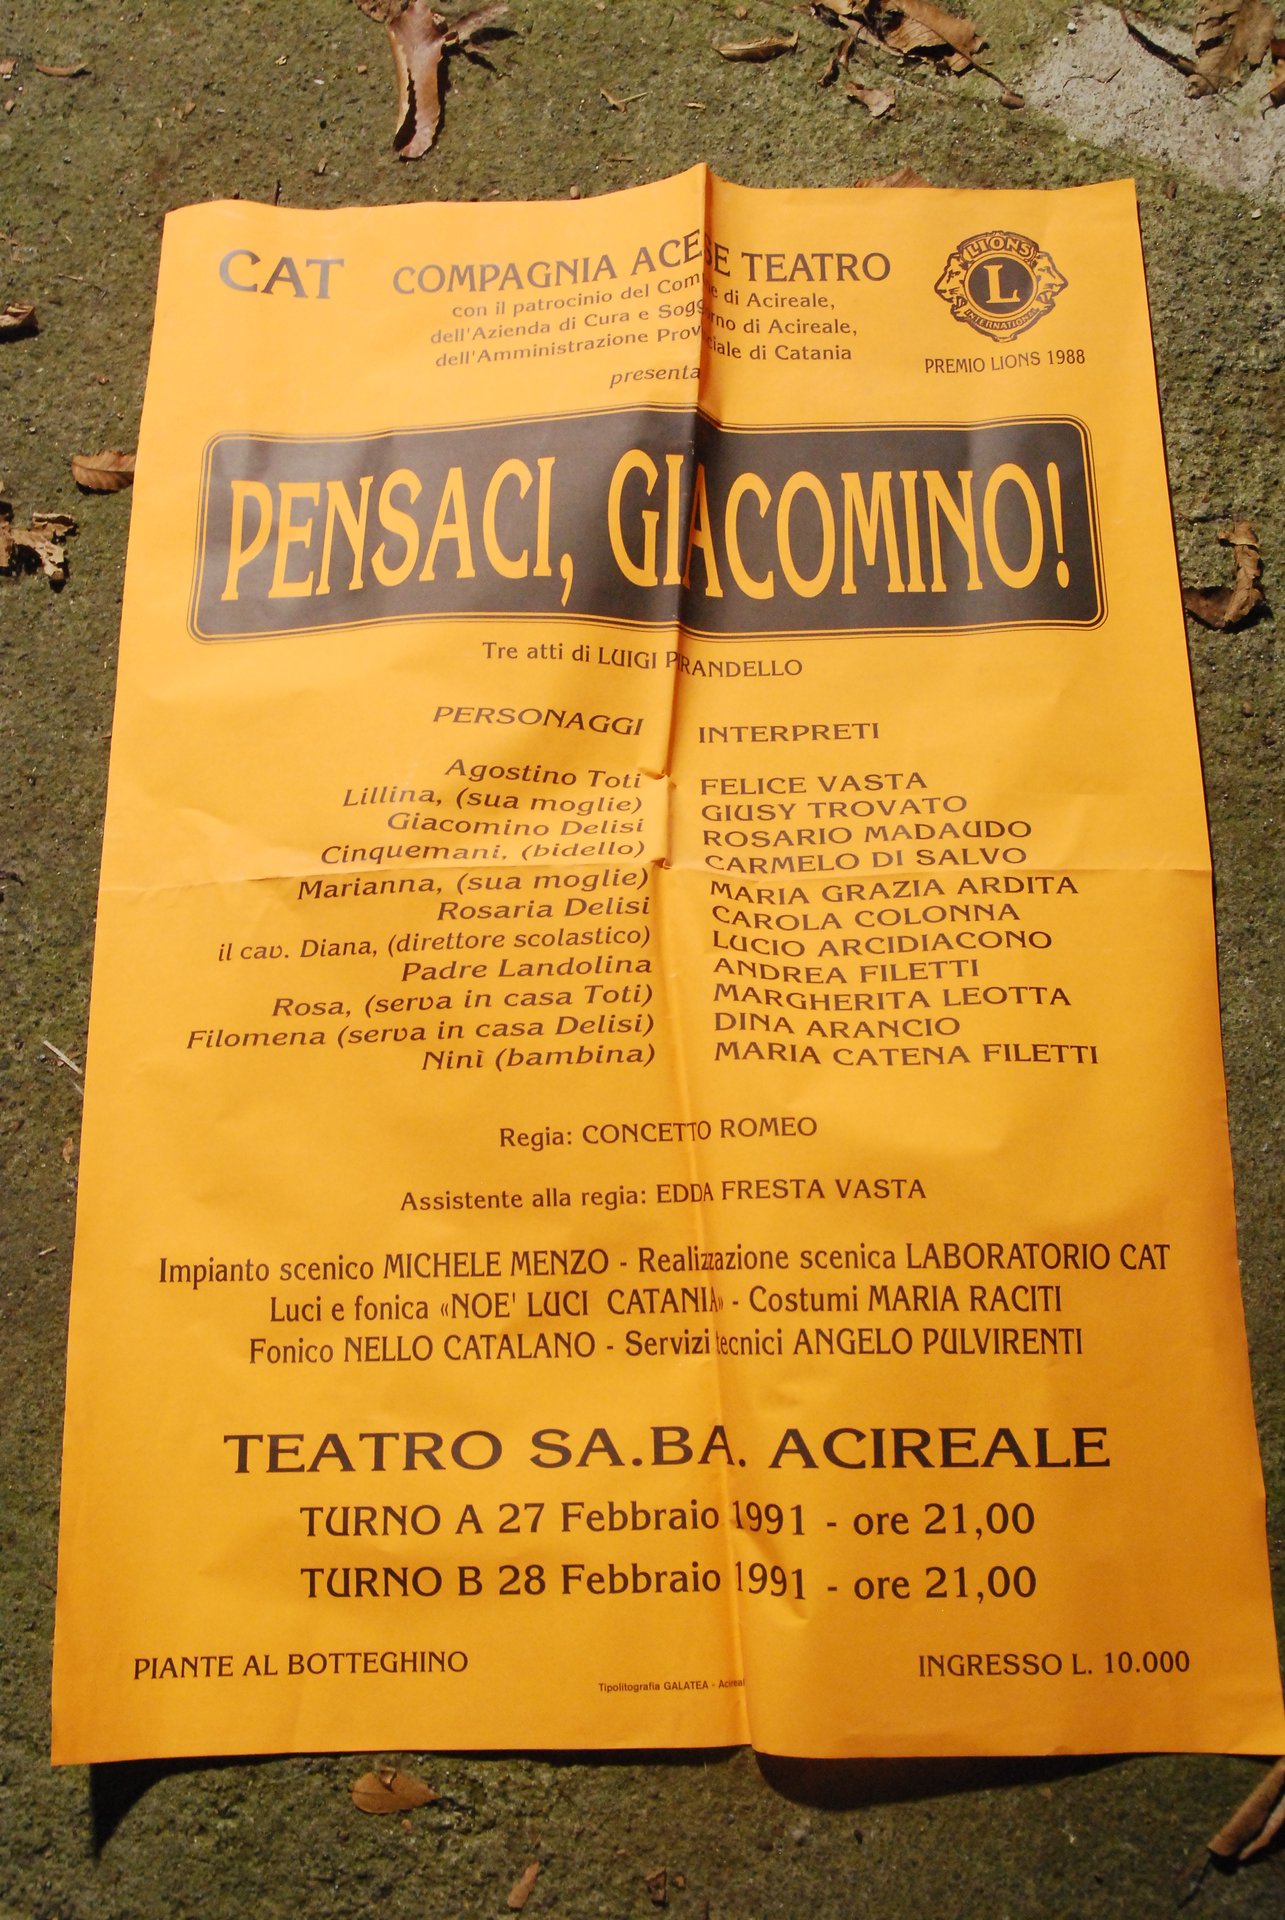 CAT COMPAGNIA ACESE TEATRO
con il patrocinio del Comune di Acireale,
dell'Azienda di Cura e Soggiorno di Acireale,
dell'Amministrazione Provinciale di Catania
presenta
LIONS
L
INTERNATIONAL
PREMIO LIONS 1988
PENSACI, GIACOMINO!
Tre atti di LUIGI PIRANDELLO
PERSONAGGI INTERPRETI
Agostino Toti FELICE VASTA
Lillina, (sua moglie) GIUSY TROVATO
Giacomino Delisi ROSARIO MADAUDO
Cinquemani, (bidello) CARMELO DI SALVO
Marianna, (sua moglie) MARIA GRAZIA ARDITA
Rosaria Delisi CAROLA COLONNA
il cav. Diana, (direttore scolastico) LUCIO ARCIDIACONO
Padre Landolina ANDREA FILETTI
Rosa, (serva in casa Toti) MARGHERITA LEOTTA
Filomena (serva in casa Delisi) DINA ARANCIO
Ninì (bambina) MARIA CATENA FILETTI
Regia: CONCETTO ROMEO
Assistente alla regia: EDDA FRESTA VASTA
Impianto scenico MICHELE MENZO - Realizzazione scenica LABORATORIO CAT
Luci e fonica «NOE' LUCI CATANIA» - Costumi MARIA RACITI
Fonico NELLO CATALANO - Servizi tecnici ANGELO PULVIRENTI
TEATRO SA.BA. ACIREALE
TURNO A 27 Febbraio 1991 - ore 21,00
TURNO B 28 Febbraio 1991 - ore 21,00
PIANTE AL BOTTEGHINO INGRESSO L. 10.000
Tipolitografia GALATEA - Acireale